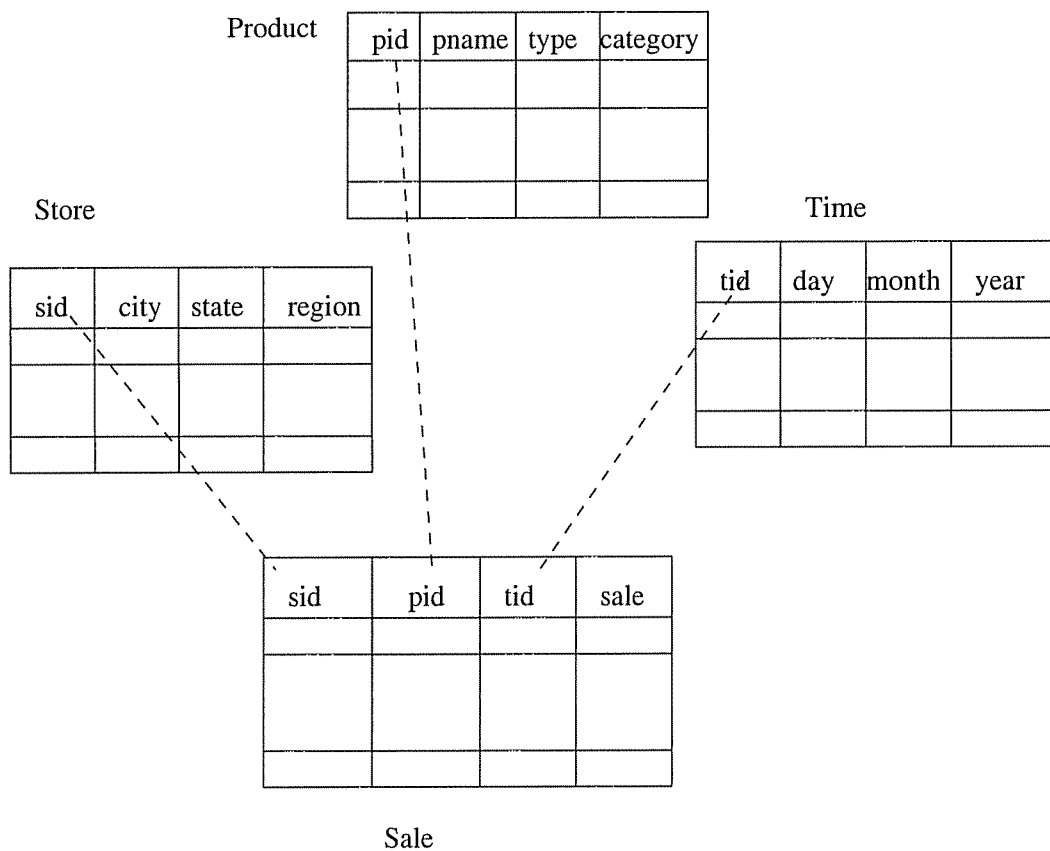 Product
pid pname type category
Store
Time
sid city state region
tid day month year
sid pid tid sale
Sale